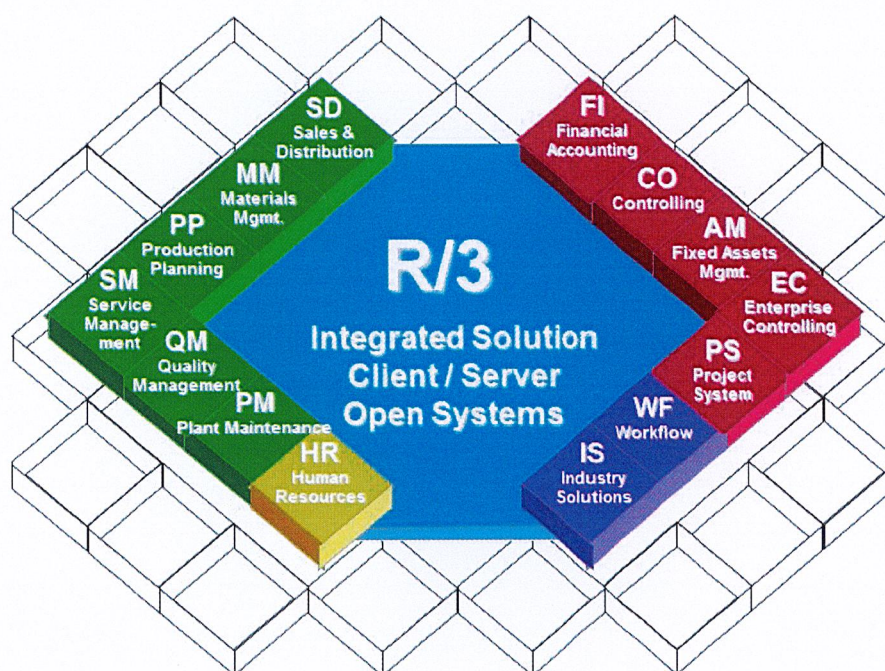 SD
Sales &
Distribution
MM
Materials
Mgmt.
PP
Production
Planning
SM
Service
Manage-
ment
QM
Quality
Management
PM
Plant Maintenance
HR
Human
Resources
R/3
Integrated Solution
Client / Server
Open Systems
FI
Financial
Accounting
CO
Controlling
AM
Fixed Assets
Mgmt.
EC
Enterprise
Controlling
PS
Project
System
WF
Workflow
IS
Industry
Solutions